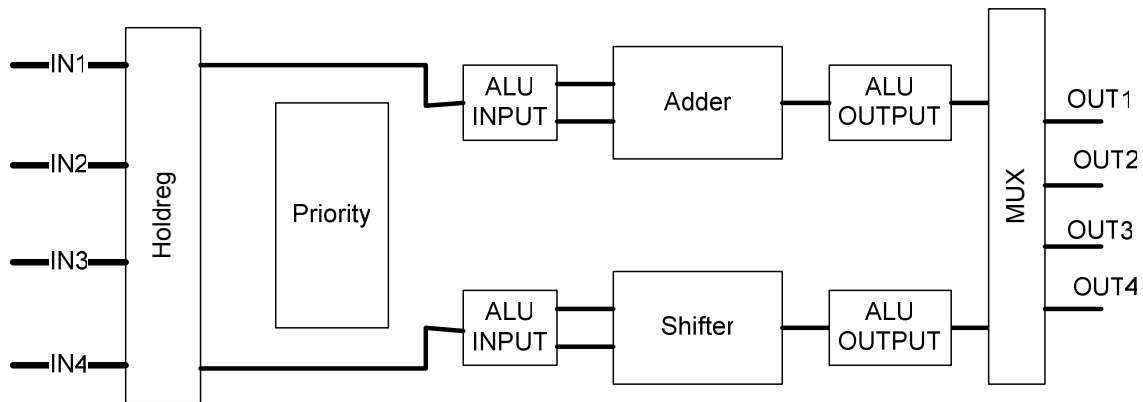 IN1
IN2
IN3
IN4
Holdreg
Priority
ALU
INPUT
Adder
ALU
OUTPUT
ALU
INPUT
Shifter
ALU
OUTPUT
MUX
OUT1
OUT2
OUT3
OUT4